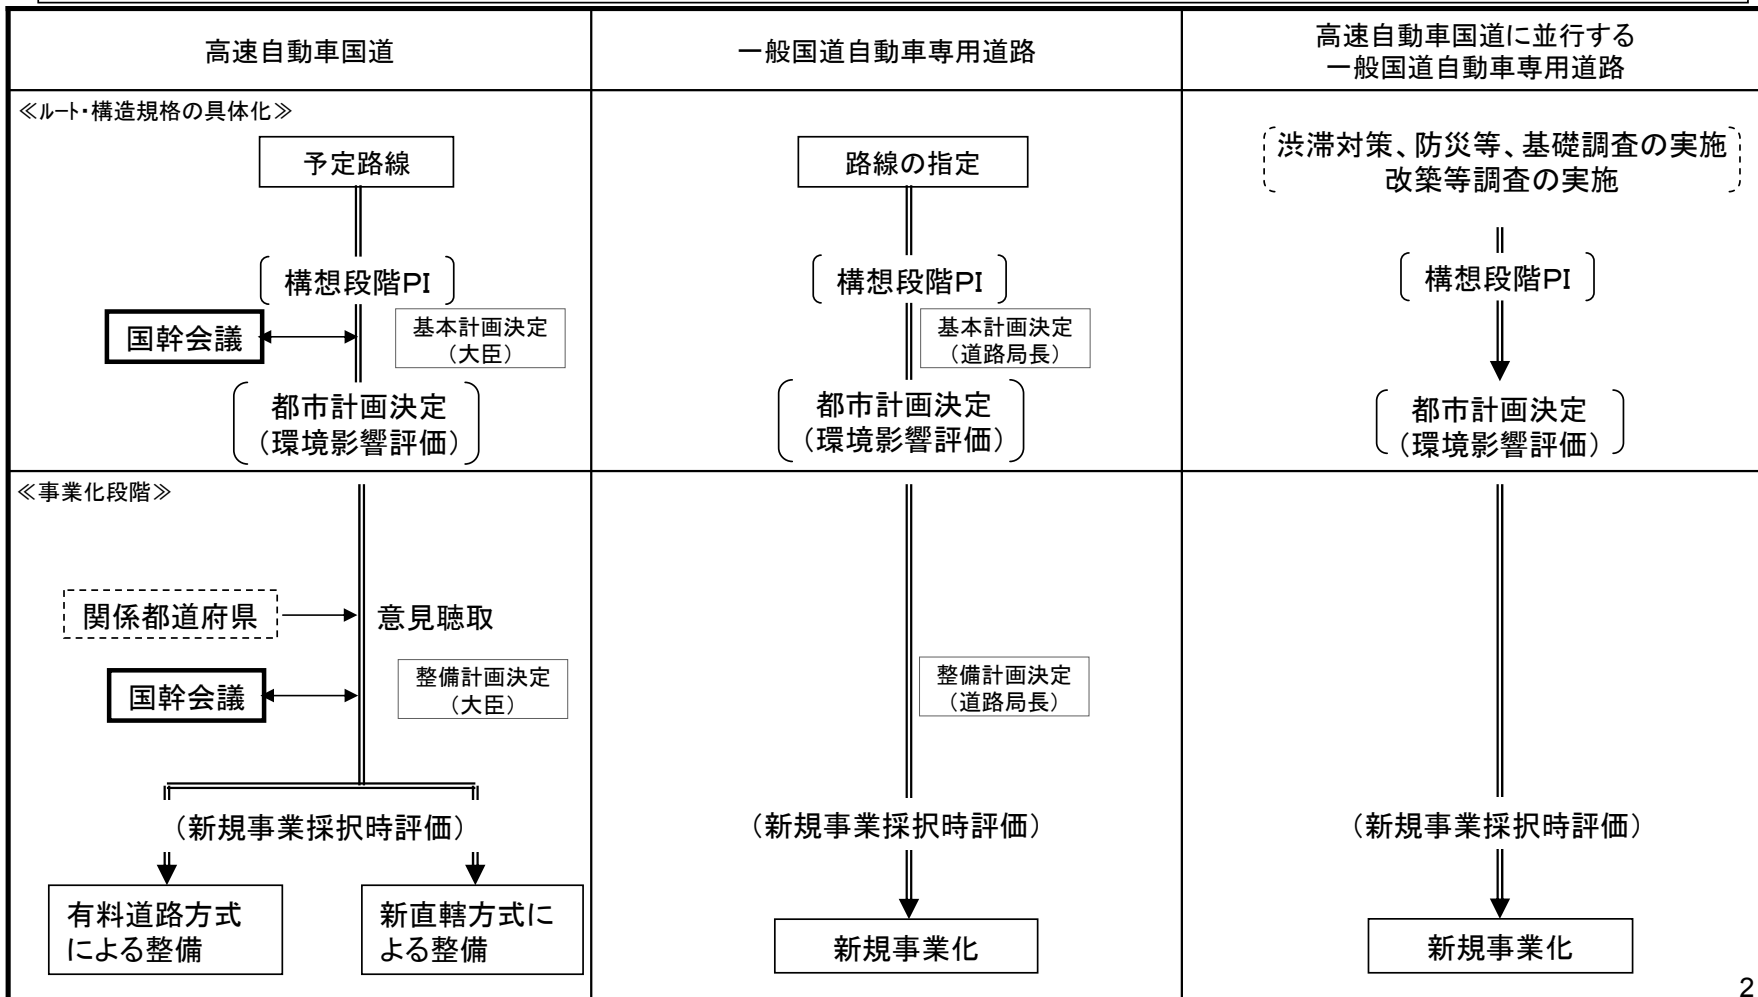 高速自動車国道
一般国道自動車専用道路
高速自動車国道に並行する
一般国道自動車専用道路
≪ルート・構造規格の具体化≫
予定路線
構想段階PI
国幹会議
基本計画決定
（大臣）
都市計画決定
（環境影響評価）
路線の指定
構想段階PI
基本計画決定
（道路局長）
都市計画決定
（環境影響評価）
渋滞対策、防災等、基礎調査の実施
改築等調査の実施
構想段階PI
都市計画決定
（環境影響評価）
≪事業化段階≫
関係都道府県
意見聴取
国幹会議
整備計画決定
（大臣）
（新規事業採択時評価）
有料道路方式
による整備
新直轄方式に
よる整備
整備計画決定
（道路局長）
（新規事業採択時評価）
新規事業化
（新規事業採択時評価）
新規事業化
2